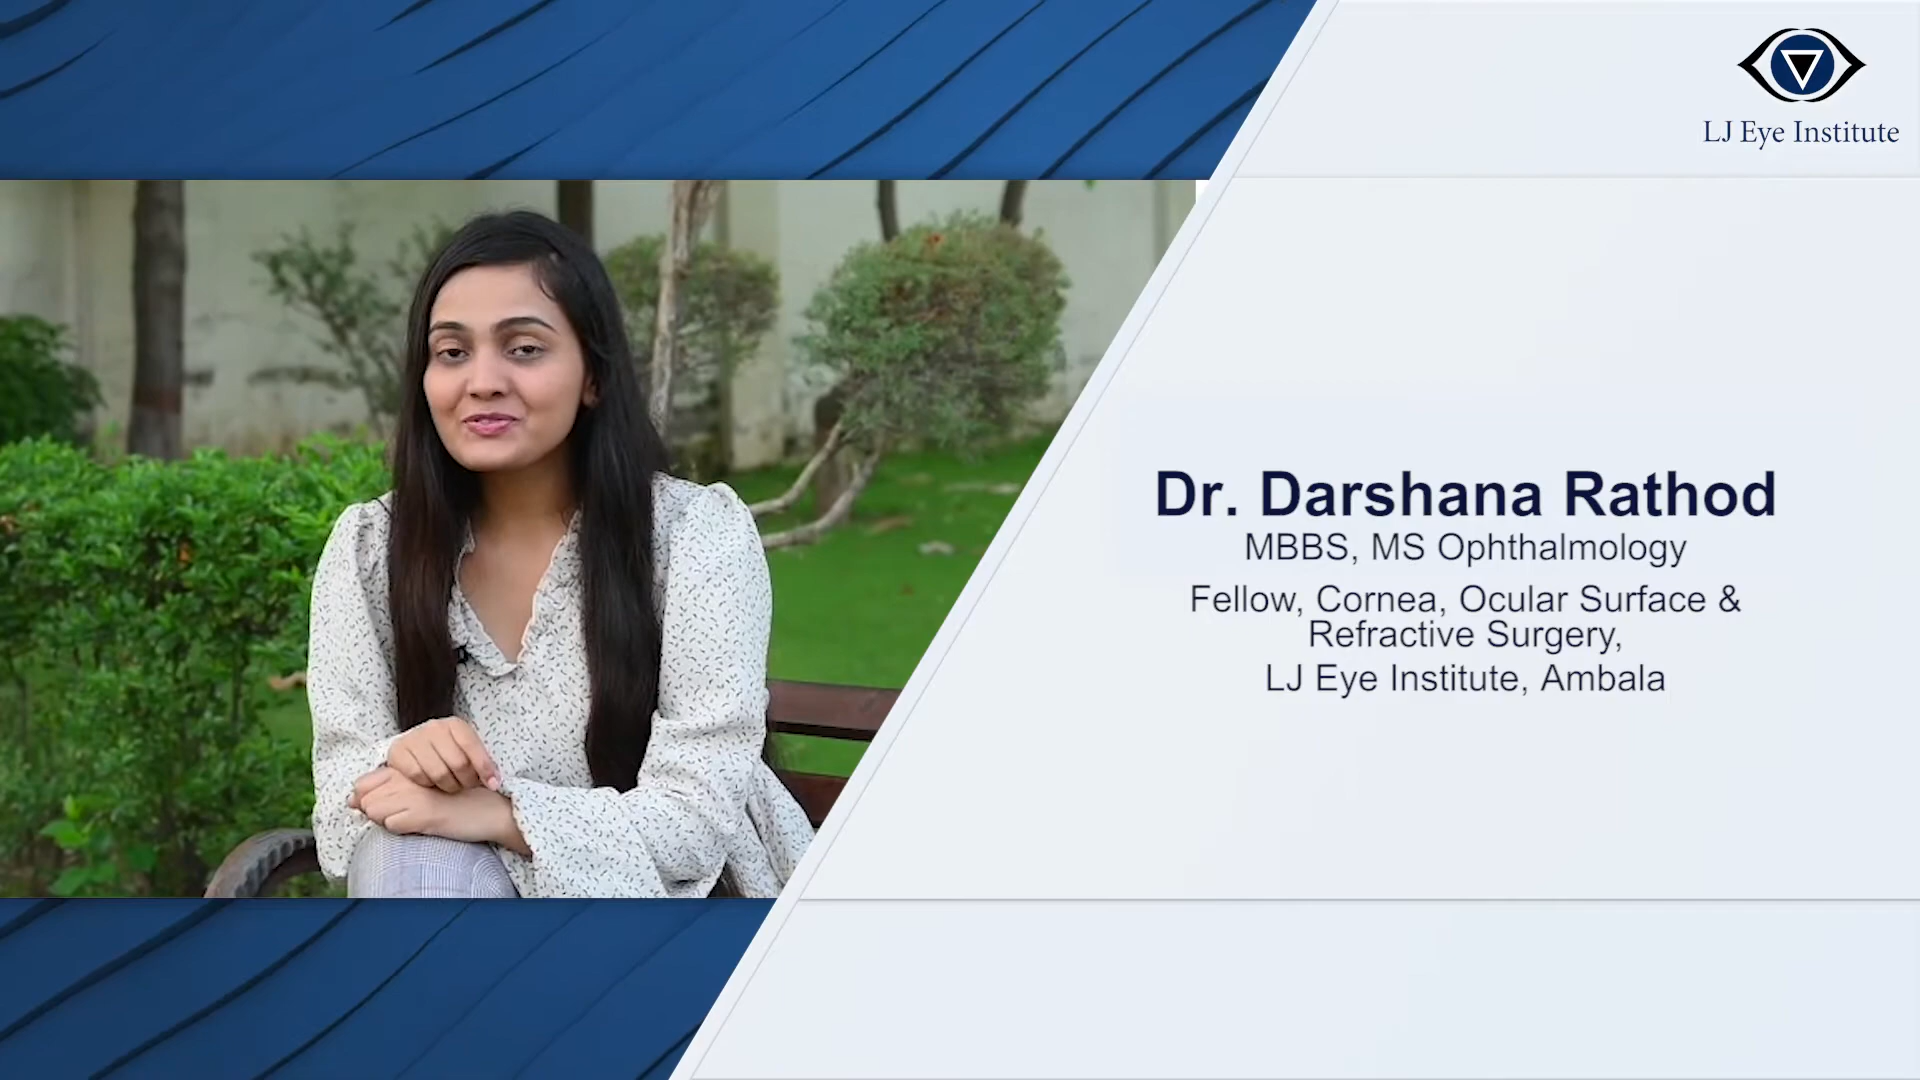 LJ Eye Institute
Dr. Darshana Rathod
MBBS, MS Ophthalmology
Fellow, Cornea, Ocular Surface &
Refractive Surgery,
LJ Eye Institute, Ambala